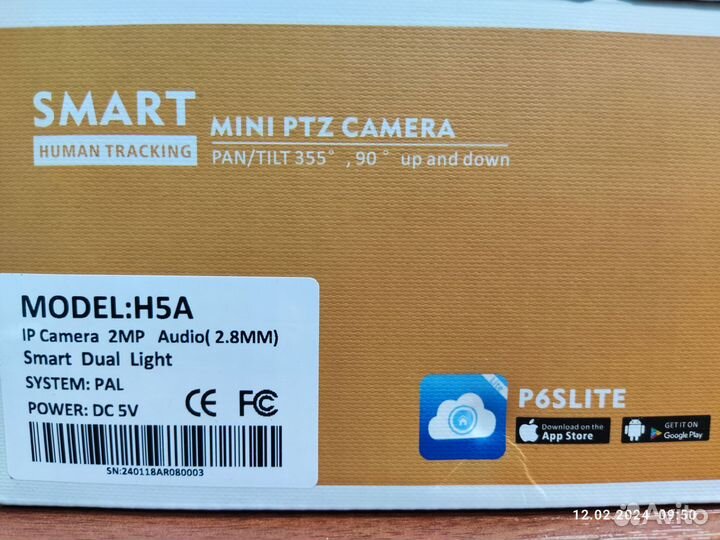 SMART
HUMAN TRACKING
MINI PTZ CAMERA
PAN/TILT 355° , 90° up and down
MODEL:H5A
IP Camera 2MP Audio( 2.8MM)
Smart Dual Light
SYSTEM: PAL
POWER: DC 5V
CE FC
SN:240118AR080003
Lite
P6SLITE
Download on the
App Store
GET IT ON
Google Play
12.02.2024 09:50
Avito